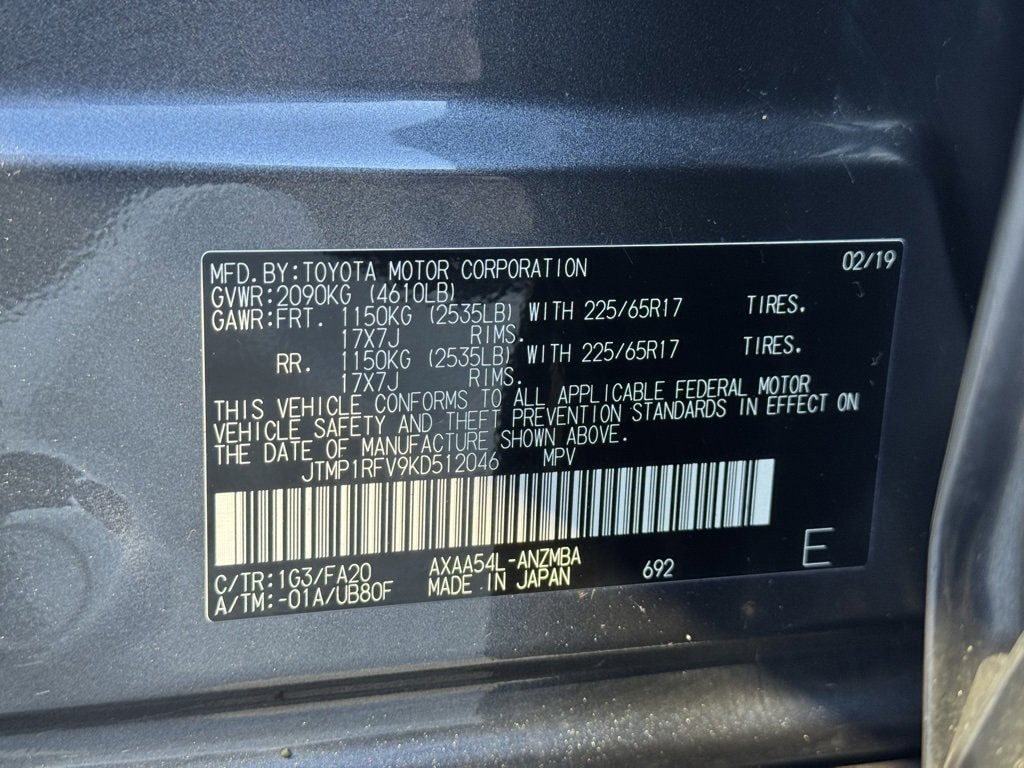 MFD.BY:TOYOTA MOTOR CORPORATION 02/19
GVWR:2090KG (4610LB)
GAWR:FRT. 1150KG (2535LB) WITH 225/65R17 TIRES.
17X7J RIMS.
RR. 1150KG (2535LB) WITH 225/65R17 TIRES.
17X7J RIMS.
THIS VEHICLE CONFORMS TO ALL APPLICABLE FEDERAL MOTOR
VEHICLE SAFETY AND THEFT PREVENTION STANDARDS IN EFFECT ON
THE DATE OF MANUFACTURE SHOWN ABOVE.
JTMP1RFV9KD512046 MPV
C/TR:1G3/FA20 AXAA54L-ANZMBA 692 E
A/TM:-01A/UB80F MADE IN JAPAN